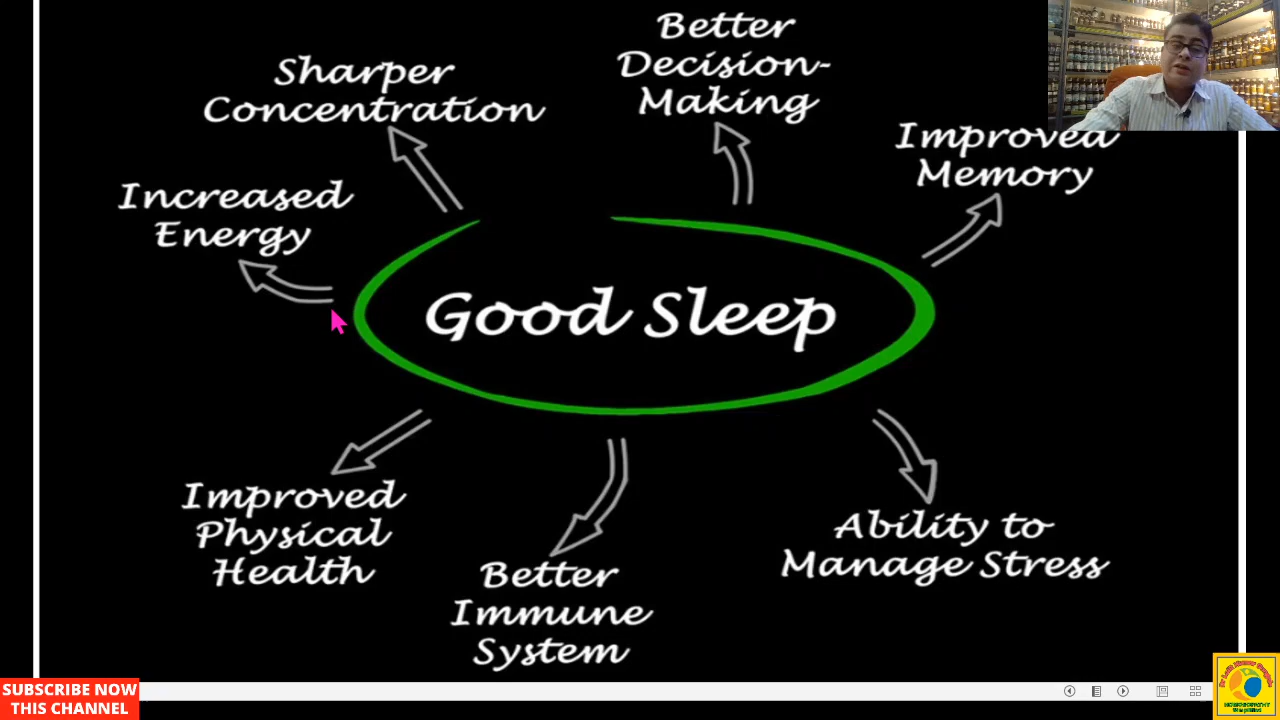 Better
Decision-
Making
Sharper
Concentration
Improved
Memory
Increased
Energy
Good Sleep
Improved
Physical
Health
Better
Immune
System
Ability to
Manage Stress
SUBSCRIBE NOW
THIS CHANNEL